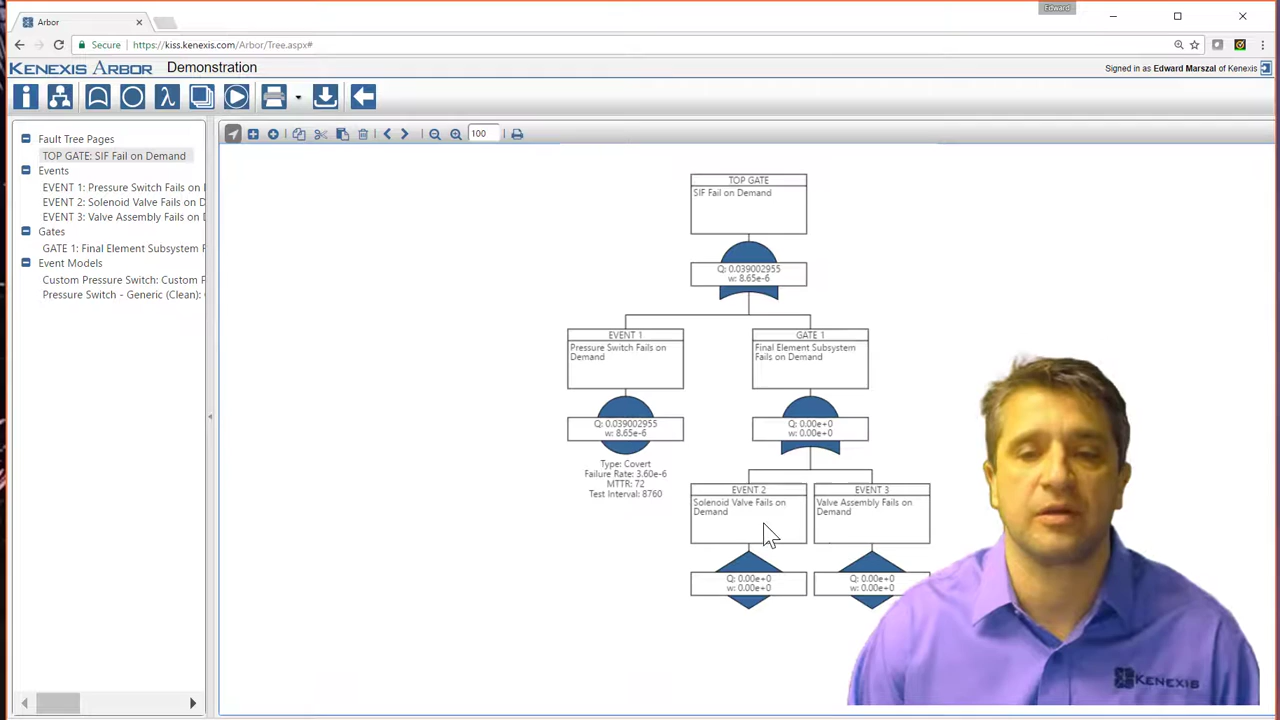 Arbor
Edward
Secure https://kiss.kenexis.com/Arbor/Tree.aspx#
KENEXIS ARBOR Demonstration
Signed in as Edward Marszal of Kenexis
100
Fault Tree Pages
TOP GATE: SIF Fail on Demand
Events
EVENT 1: Pressure Switch Fails on
EVENT 2: Solenoid Valve Fails on D
EVENT 3: Valve Assembly Fails on
Gates
GATE 1: Final Element Subsystem F
Event Models
Custom Pressure Switch: Custom P
Pressure Switch - Generic (Clean):
TOP GATE
SIF Fail on Demand
Q: 0.039002955
w: 8.65e-6
EVENT 1
Pressure Switch Fails on
Demand
Q: 0.039002955
w: 8.65e-6
Type: Covert
Failure Rate: 3.60e-6
MTTR: 72
Test Interval: 8760
GATE 1
Final Element Subsystem
Fails on Demand
Q: 0.00e+0
w: 0.00e+0
EVENT 2
Solenoid Valve Fails on
Demand
Q: 0.00e+0
w: 0.00e+0
EVENT 3
Valve Assembly Fails on
Demand
Q: 0.00e+0
w: 0.00e+0
KENEXIS